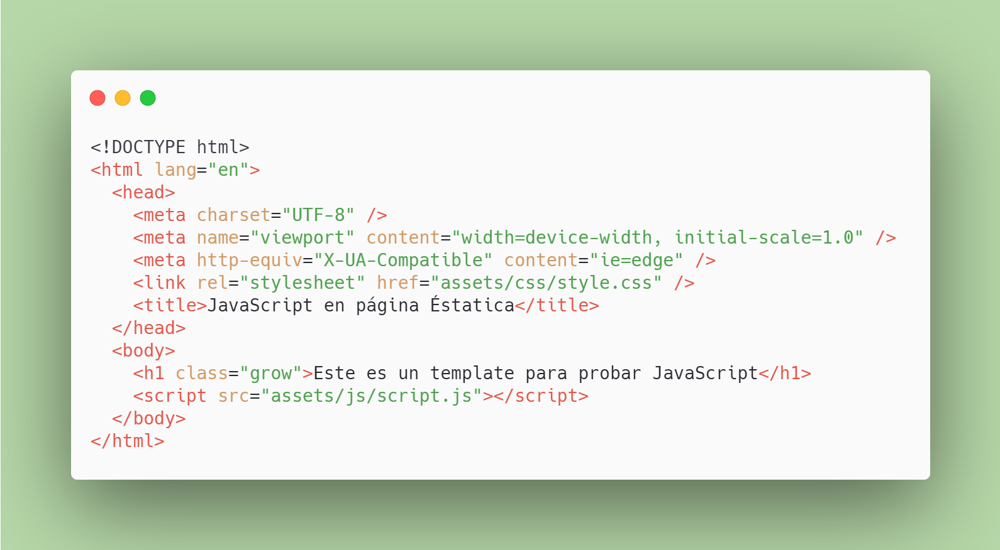 <!DOCTYPE html>
<html lang="en">
  <head>
    <meta charset="UTF-8" />
    <meta name="viewport" content="width=device-width, initial-scale=1.0" />
    <meta http-equiv="X-UA-Compatible" content="ie=edge" />
    <link rel="stylesheet" href="assets/css/style.css" />
    <title>JavaScript en página Éstatica</title>
  </head>
  <body>
    <h1 class="grow">Este es un template para probar JavaScript</h1>
    <script src="assets/js/script.js"></script>
  </body>
</html>